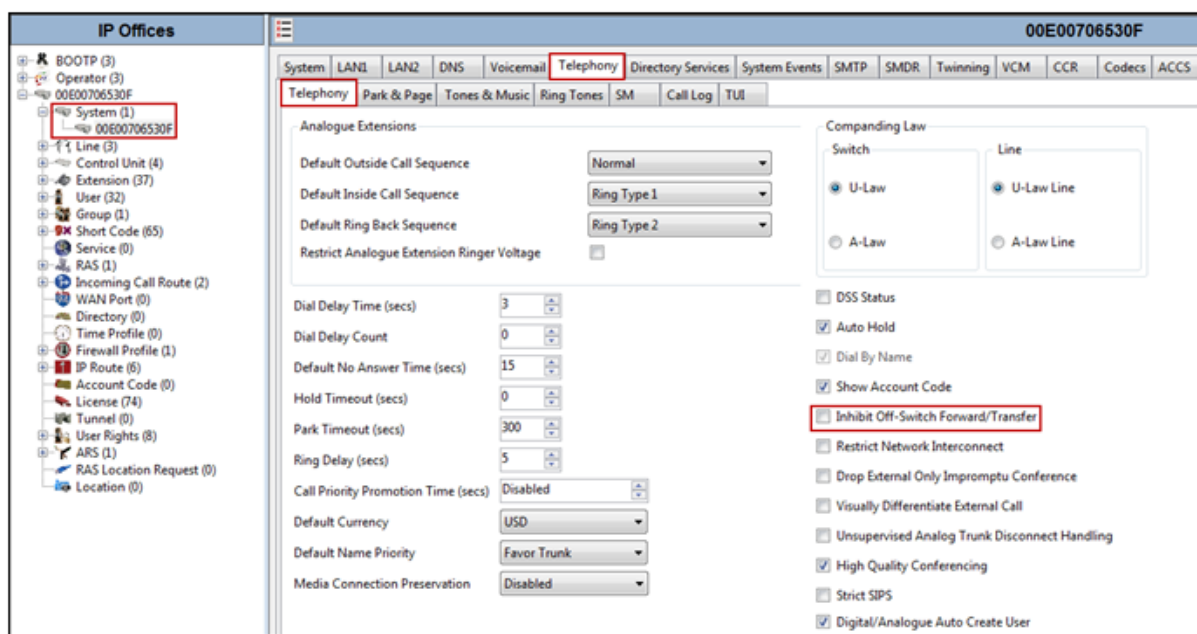 IP Offices
BOOTP (3)
Operator (3)
00E00706530F
System (1)
00E00706530F
Line (3)
Control Unit (4)
Extension (37)
User (32)
Group (1)
Short Code (65)
Service (0)
RAS (1)
Incoming Call Route (2)
WAN Port (0)
Directory (0)
Time Profile (0)
Firewall Profile (1)
IP Route (6)
Account Code (0)
License (74)
Tunnel (0)
User Rights (8)
ARS (1)
RAS Location Request (0)
Location (0)
00E00706530F
System LAN1 LAN2 DNS Voicemail Telephony Directory Services System Events SMTP SMDR Twinning VCM CCR Codecs ACCS
Telephony Park & Page Tones & Music Ring Tones SM Call Log TUI
Analogue Extensions
Default Outside Call Sequence Normal
Default Inside Call Sequence Ring Type 1
Default Ring Back Sequence Ring Type 2
Restrict Analogue Extension Ringer Voltage
Dial Delay Time (secs) 3
Dial Delay Count 0
Default No Answer Time (secs) 15
Hold Timeout (secs) 0
Park Timeout (secs) 300
Ring Delay (secs) 5
Call Priority Promotion Time (secs) Disabled
Default Currency USD
Default Name Priority Favor Trunk
Media Connection Preservation Disabled
Companding Law
Switch Line
U-Law U-Law Line
A-Law A-Law Line
DSS Status
Auto Hold
Dial By Name
Show Account Code
Inhibit Off-Switch Forward/Transfer
Restrict Network Interconnect
Drop External Only Impromptu Conference
Visually Differentiate External Call
Unsupervised Analog Trunk Disconnect Handling
High Quality Conferencing
Strict SIPS
Digital/Analogue Auto Create User